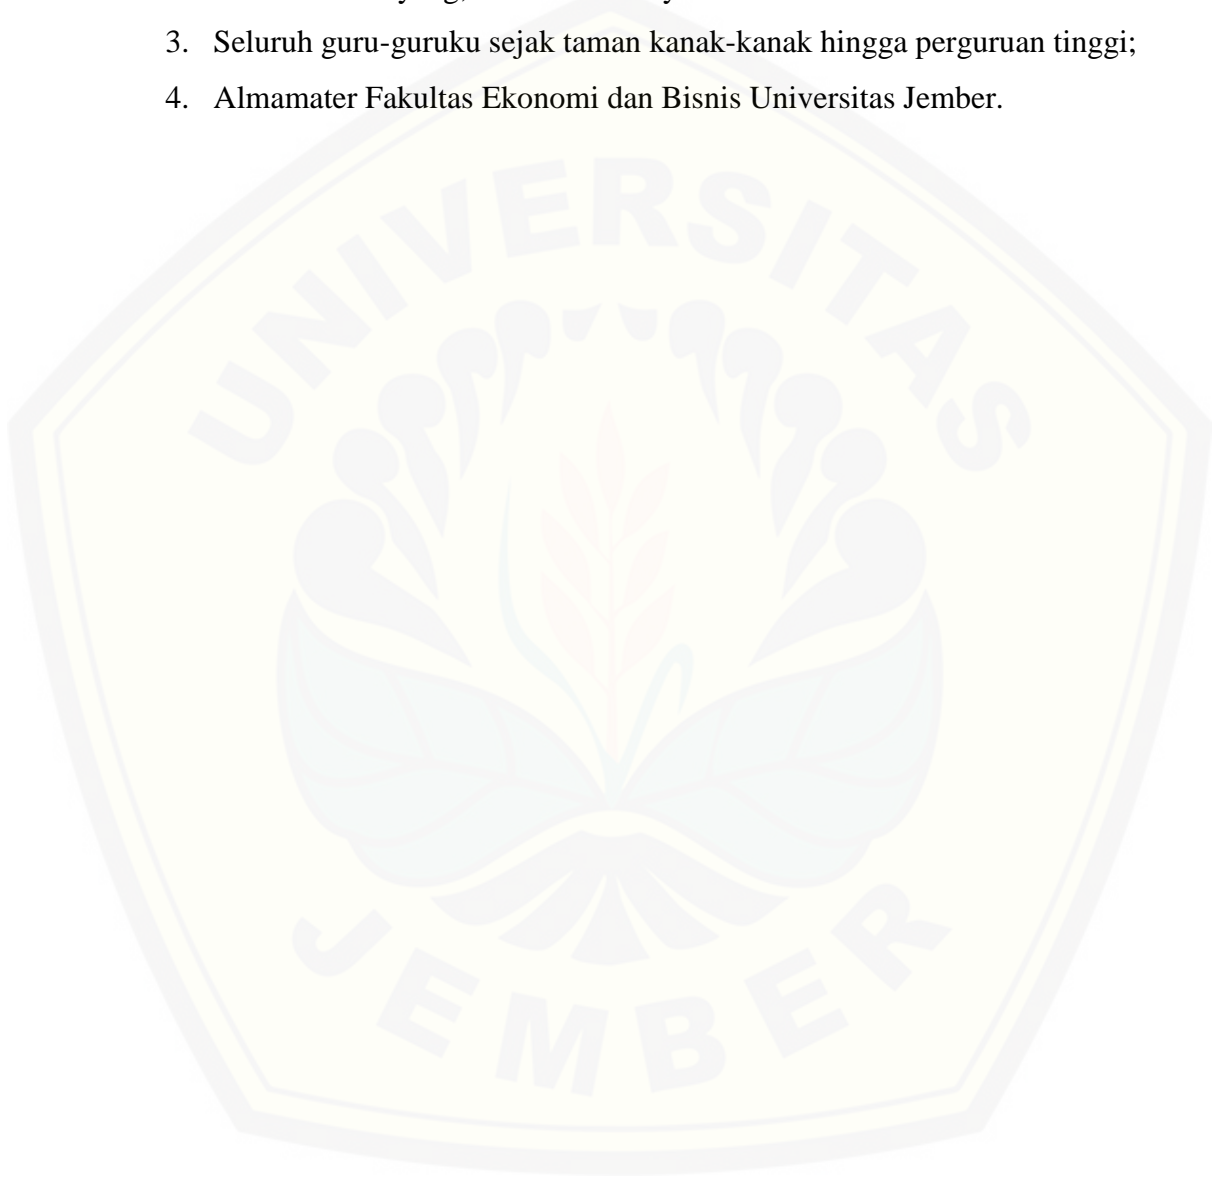 3. Seluruh guru-guruku sejak taman kanak-kanak hingga perguruan tinggi;
4. Almamater Fakultas Ekonomi dan Bisnis Universitas Jember.
UNIVERSITAS
JEMBER